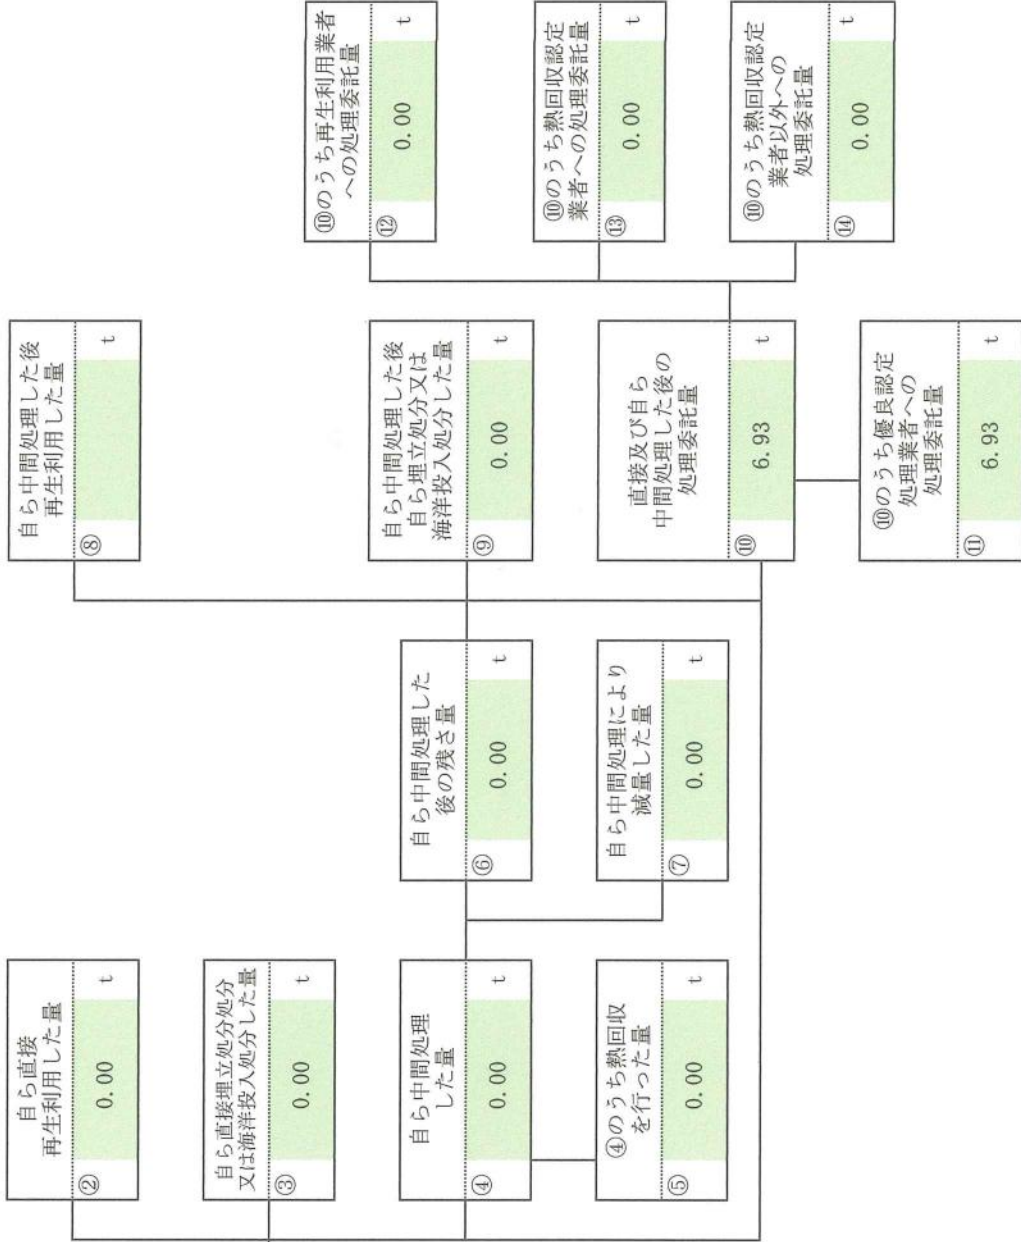 自ら直接
再生利用した量
② 0.00 t
自ら直接埋立処分処分
又は海洋投入処分した量
③ 0.00 t
自ら中間処理
した量
④ 0.00 t
④のうち熱回収
を行った量
⑤ 0.00 t
自ら中間処理した
後の残さ量
⑥ 0.00 t
自ら中間処理により
減量した量
⑦ 0.00 t
自ら中間処理した後
再生利用した量
⑧ t
自ら中間処理した後
自ら埋立処分又は
海洋投入処分した量
⑨ 0.00 t
直接及び自ら
中間処理した後の
処理委託量
⑩ 6.93 t
⑩のうち優良認定
処理業者への
処理委託量
⑪ 6.93 t
⑩のうち再生利用業者
への処理委託量
⑫ 0.00 t
⑩のうち熱回収認定
業者への処理委託量
⑬ 0.00 t
⑩のうち熱回収認定
業者以外への
処理委託量
⑭ 0.00 t